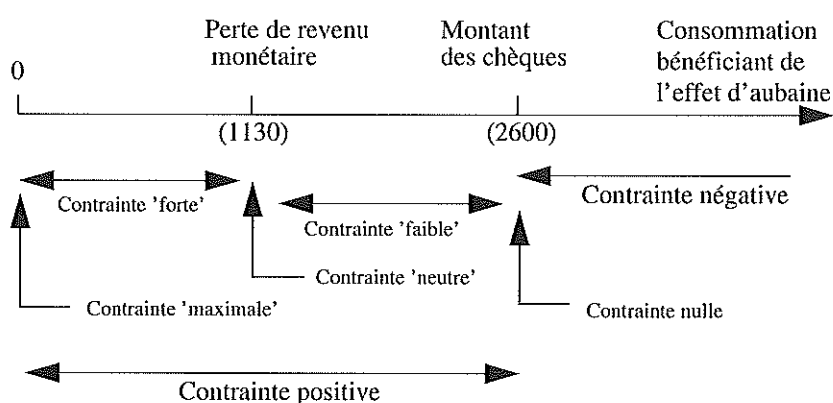 Perte de revenu
monétaire
Montant
des chèques
Consommation
bénéficiant de
l'effet d'aubaine
0
(1130)
(2600)
Contrainte 'forte'
Contrainte négative
Contrainte 'faible'
Contrainte 'neutre'
Contrainte 'maximale'
Contrainte nulle
Contrainte positive